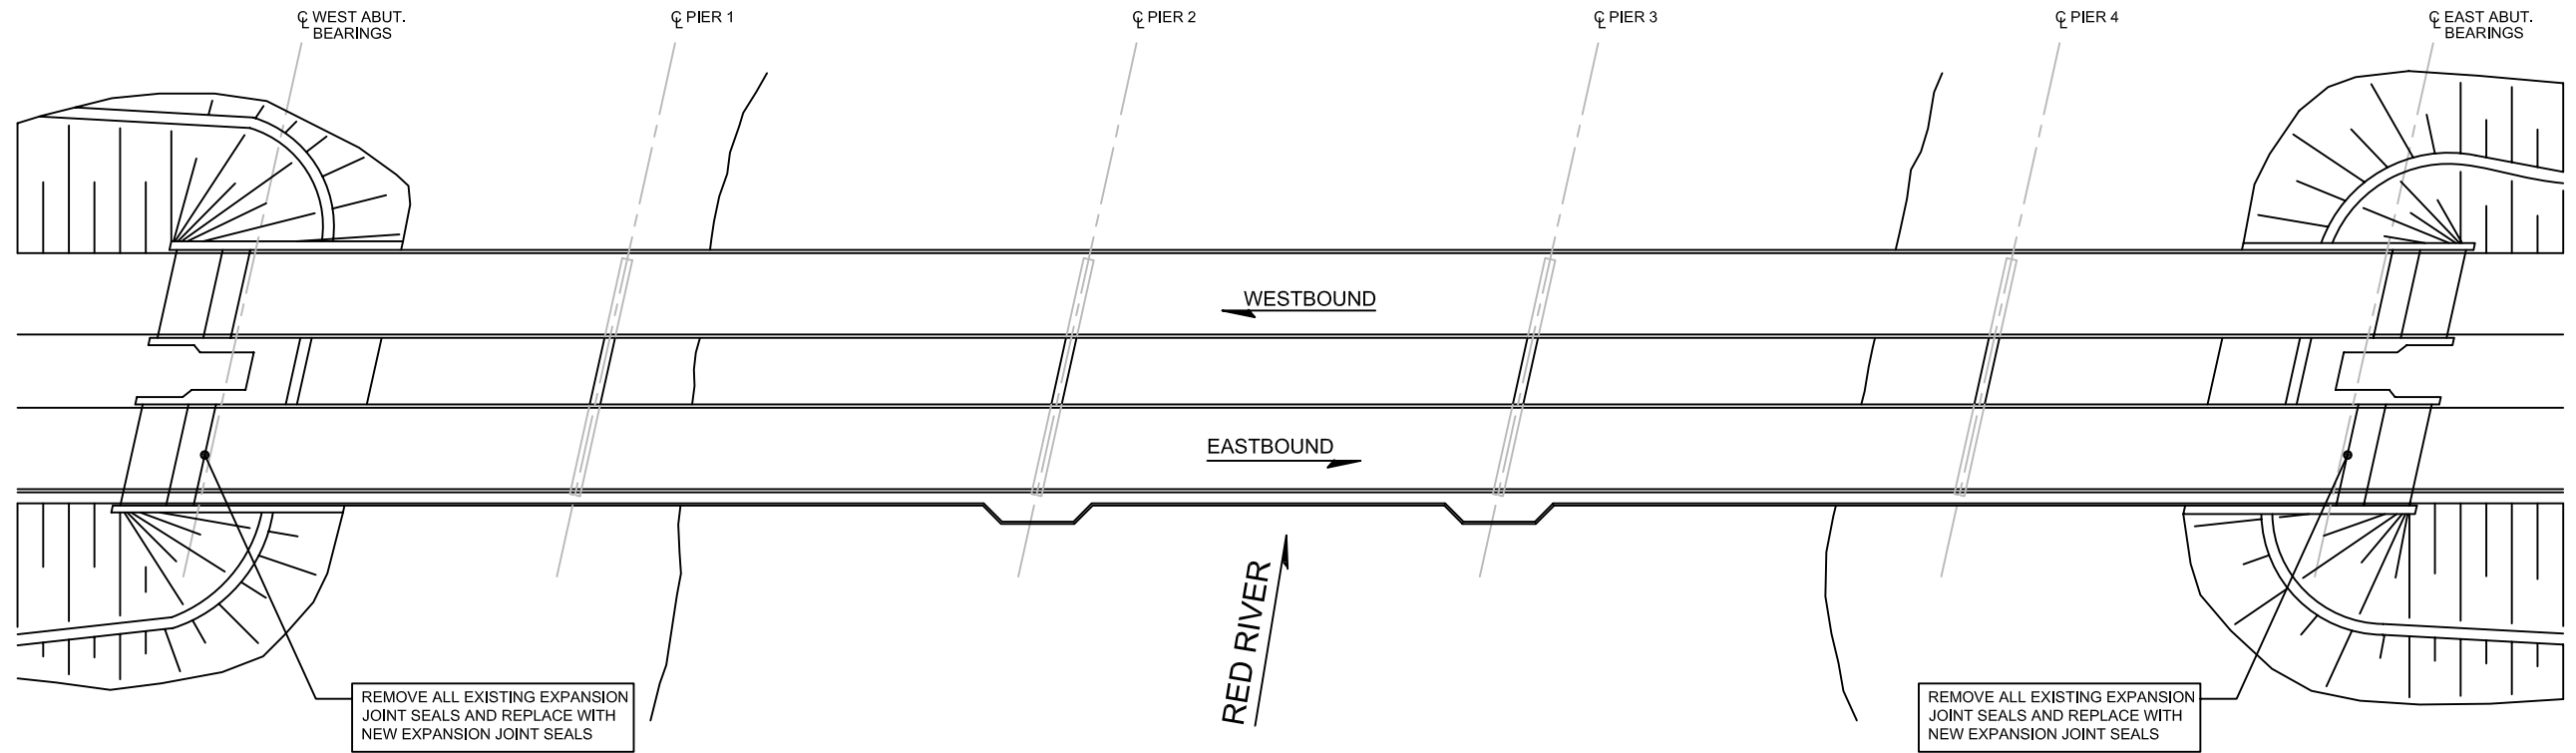 ℄ WEST ABUT.
BEARINGS
℄ PIER 1
℄ PIER 2
℄ PIER 3
℄ PIER 4
℄ EAST ABUT.
BEARINGS
WESTBOUND
EASTBOUND
RED RIVER
REMOVE ALL EXISTING EXPANSION
JOINT SEALS AND REPLACE WITH
NEW EXPANSION JOINT SEALS
REMOVE ALL EXISTING EXPANSION
JOINT SEALS AND REPLACE WITH
NEW EXPANSION JOINT SEALS